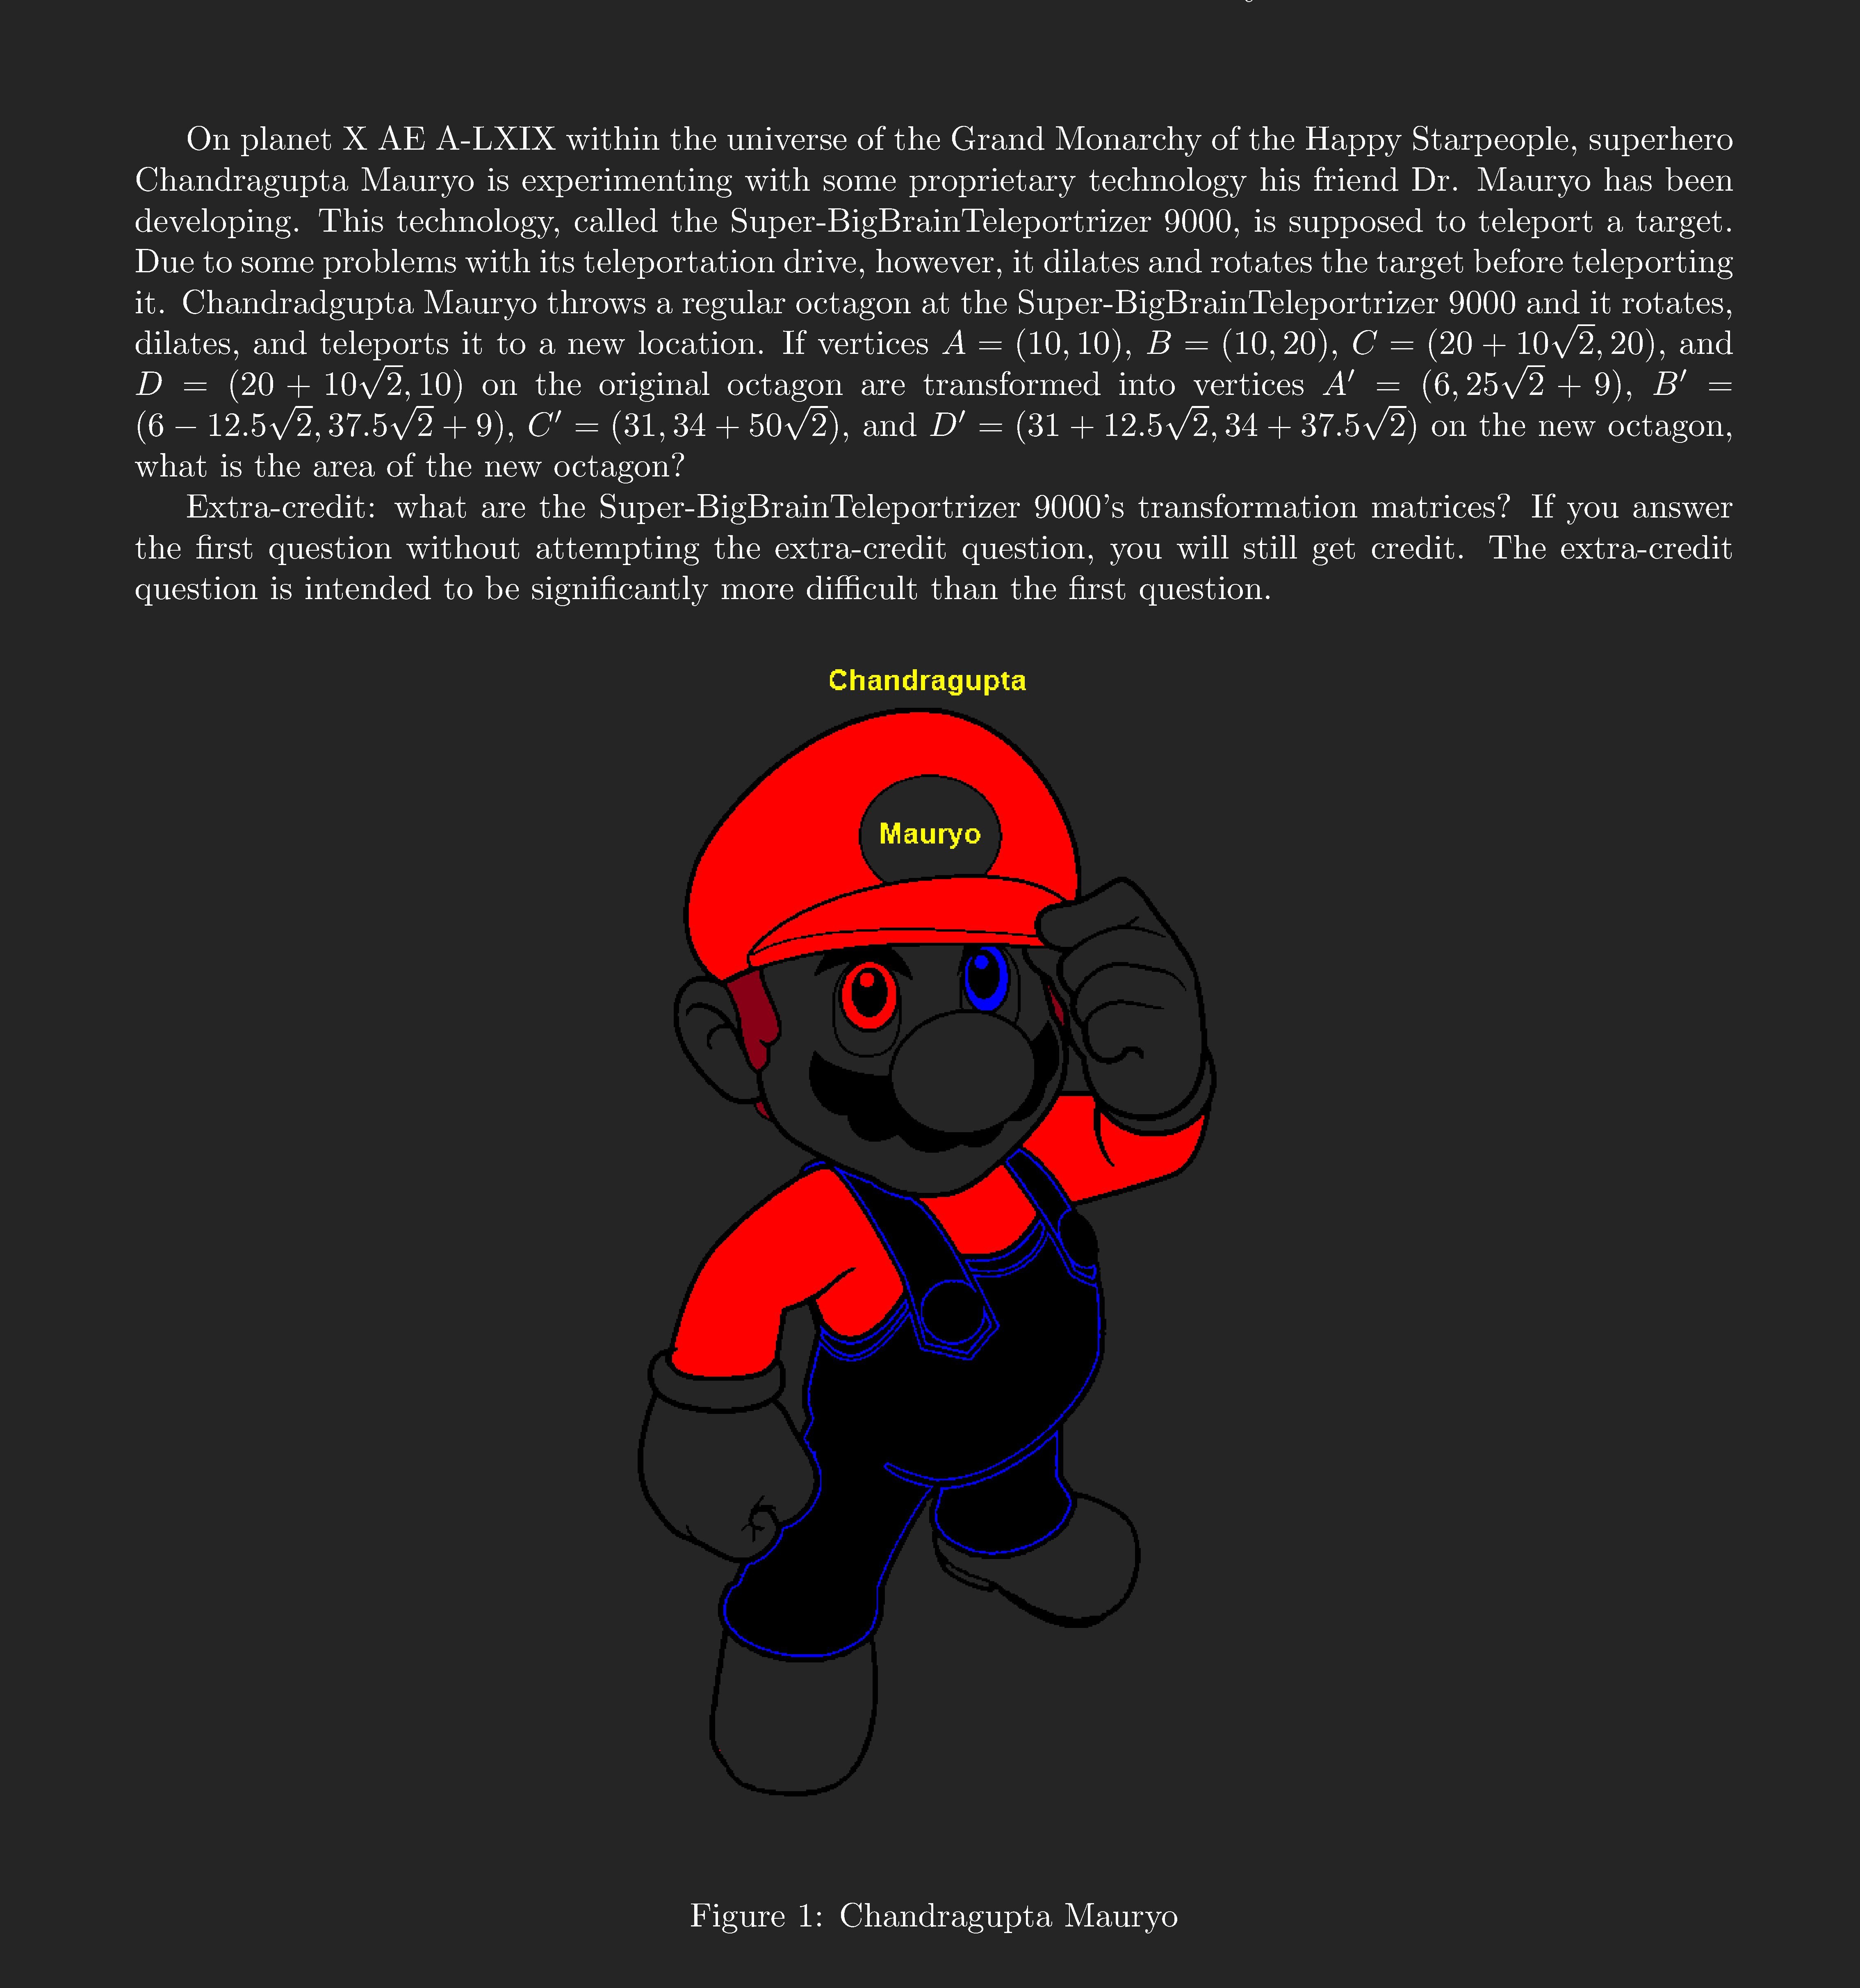 On planet X AE A-LXIX within the universe of the Grand Monarchy of the Happy Starpeople, superhero
Chandragupta Mauryo is experimenting with some proprietary technology his friend Dr. Mauryo has been
developing. This technology, called the Super-BigBrainTeleportrizer 9000, is supposed to teleport a target.
Due to some problems with its teleportation drive, however, it dilates and rotates the target before teleporting
it. Chandradgupta Mauryo throws a regular octagon at the Super-BigBrainTeleportrizer 9000 and it rotates,
dilates, and teleports it to a new location. If vertices A = (10, 10), B = (10, 20), C = (20 + 10√2, 20), and
D = (20 + 10√2, 10) on the original octagon are transformed into vertices A′ = (6, 25√2 + 9), B′ =
(6 − 12.5√2, 37.5√2 + 9), C′ = (31, 34 + 50√2), and D′ = (31 + 12.5√2, 34 + 37.5√2) on the new octagon,
what is the area of the new octagon?
Extra-credit: what are the Super-BigBrainTeleportrizer 9000's transformation matrices? If you answer
the first question without attempting the extra-credit question, you will still get credit. The extra-credit
question is intended to be significantly more difficult than the first question.
Chandragupta
Mauryo
Figure 1: Chandragupta Mauryo